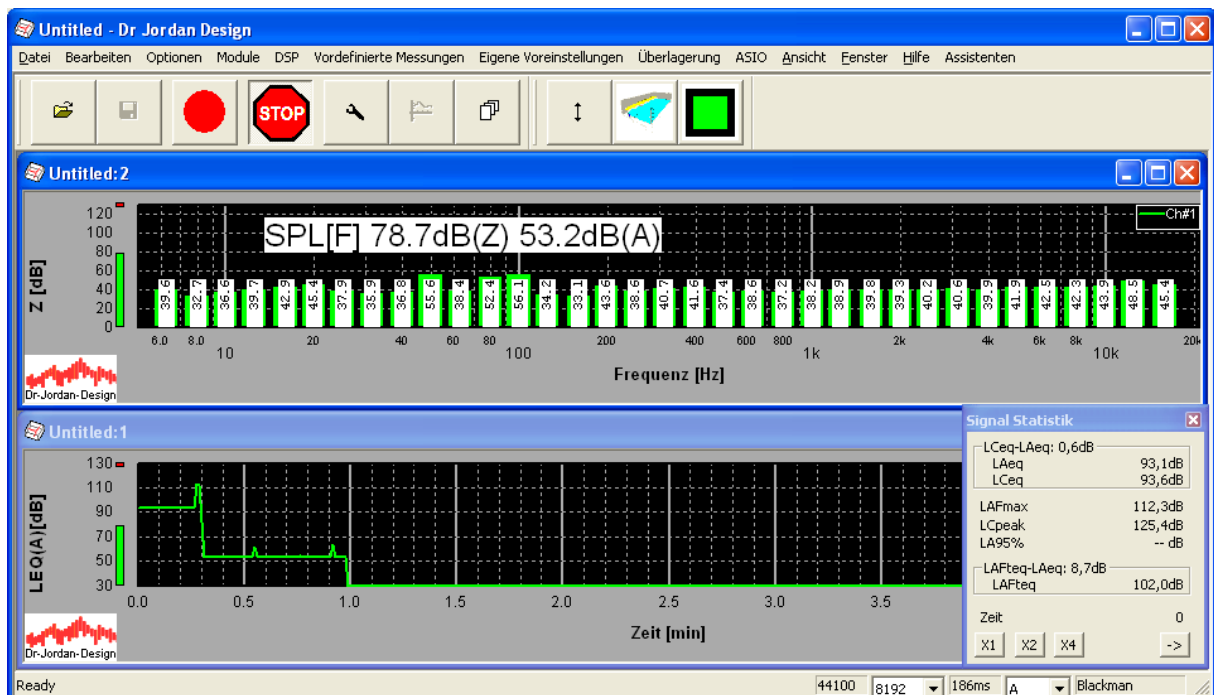 Untitled - Dr Jordan Design
Datei Bearbeiten Optionen Module DSP Vordefinierte Messungen Eigene Voreinstellungen Überlagerung ASIO Ansicht Fenster Hilfe Assistenten
STOP
Untitled:2
Z [dB]
120
100
80
60
40
20
0
SPL[F] 78.7dB(Z) 53.2dB(A)
Ch#1
39.6 32.7 36.6 39.7 42.9 45.4 37.9 35.9 36.8 55.6 38.4 52.4 56.1 34.2 33.1 43.6 38.6 40.7 41.6 37.4 38.6 37.2 38.2 38.9 39.8 39.3 40.2 40.6 39.9 41.9 42.5 42.3 43.9 48.5 45.4
6.0 8.0 20 40 60 80 200 400 600 800 2k 4k 6k 8k 20k
10 100 1k 10k
Frequenz [Hz]
Dr-Jordan-Design
Untitled:1
LEQ(A)[dB]
130
110
90
70
50
30
0.0 0.5 1.0 1.5 2.0 2.5 3.0 3.5
Zeit [min]
Dr-Jordan-Design
Signal Statistik
LCeq-LAeq: 0,6dB
LAeq 93,1dB
LCeq 93,6dB
LAFmax 112,3dB
LCpeak 125,4dB
LA95% -- dB
LAFteq-LAeq: 8,7dB
LAFteq 102,0dB
Zeit 0
X1 X2 X4 ->
Ready 44100 8192 186ms A Blackman